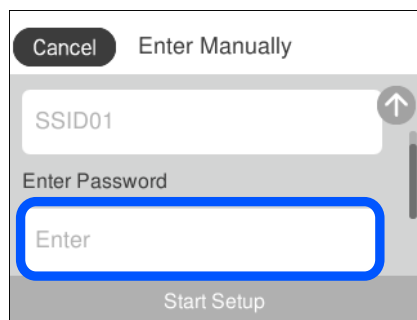 Cancel Enter Manually
SSID01
Enter Password
Enter
Start Setup